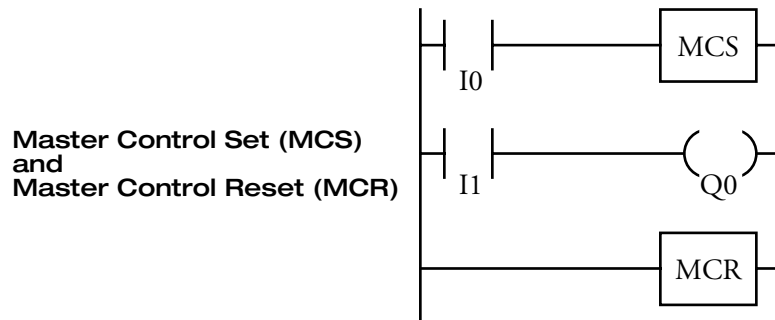 Master Control Set (MCS)
and
Master Control Reset (MCR)
MCS
I0
I1
Q0
MCR